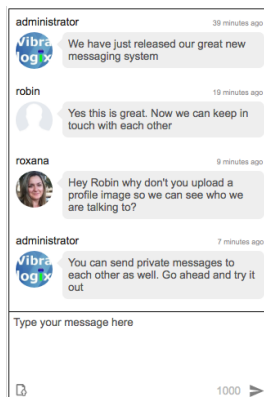 administrator 39 minutes ago
Vibra
logix
We have just released our great new
messaging system
robin 19 minutes ago
Yes this is great. Now we can keep in
touch with each other
roxana 9 minutes ago
Hey Robin why don't you upload a
profile image so we can see who we
are talking to?
administrator 7 minutes ago
Vibra
logix
You can send private messages to
each other as well. Go ahead and try it
out
Type your message here
1000